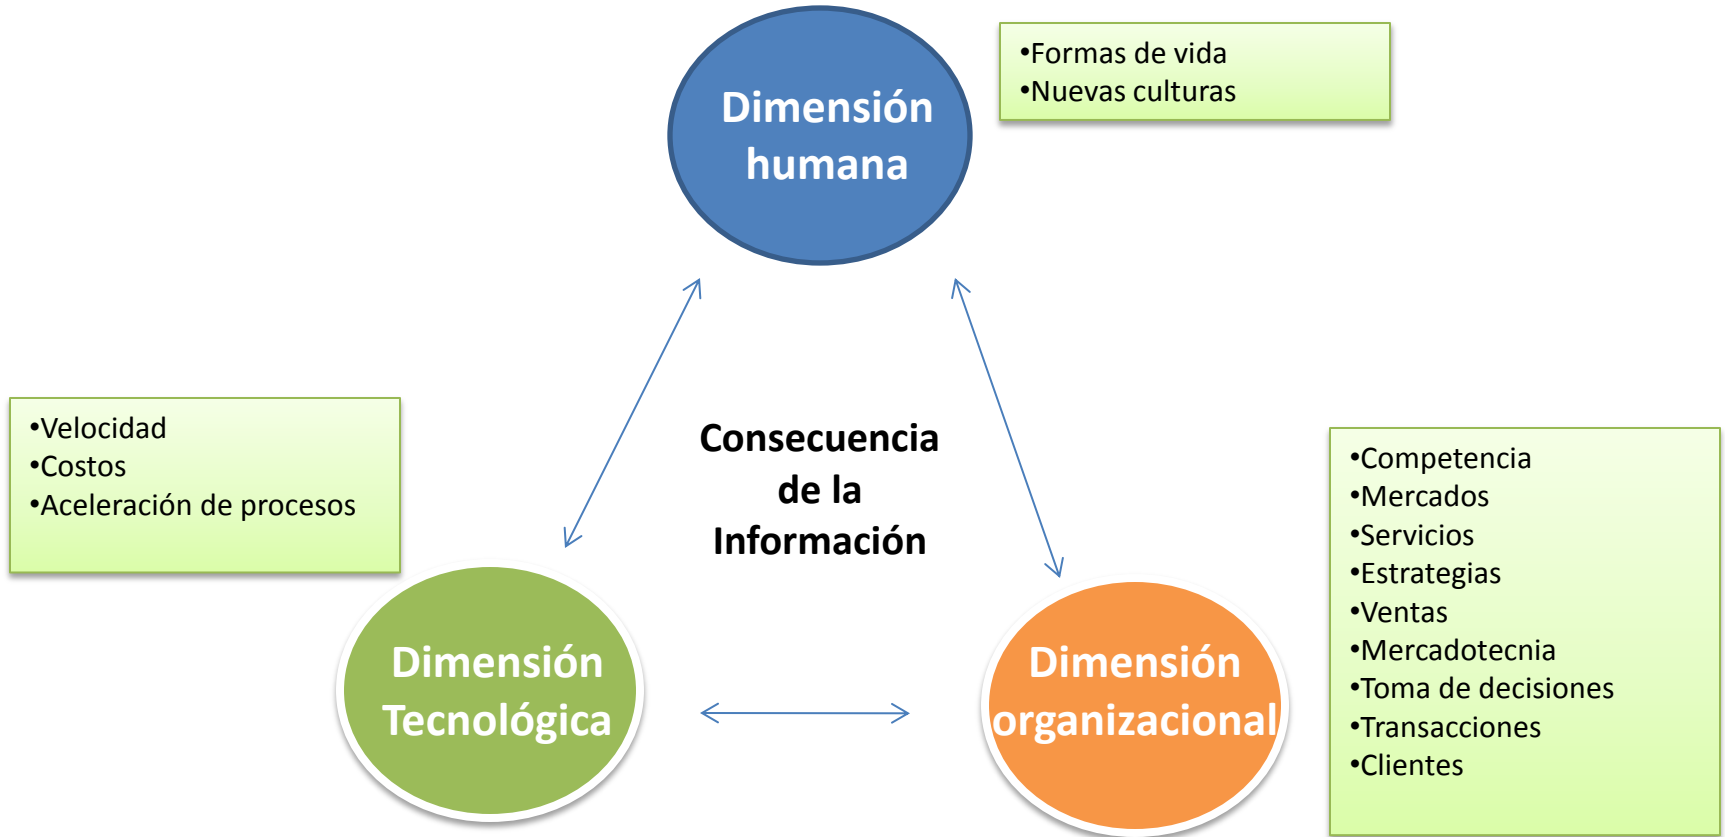 Dimensión
humana
•Formas de vida
•Nuevas culturas
•Velocidad
•Costos
•Aceleración de procesos
Consecuencia
de la
Información
•Competencia
•Mercados
•Servicios
•Estrategias
•Ventas
•Mercadotecnia
•Toma de decisiones
•Transacciones
•Clientes
Dimensión
Tecnológica
Dimensión
organizacional